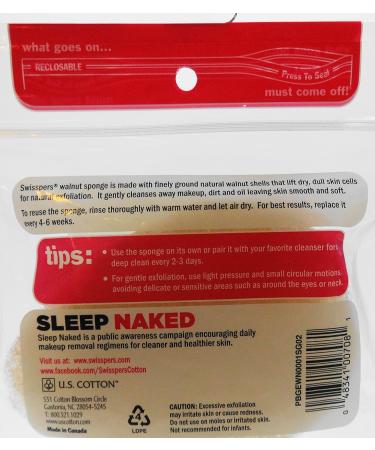 what goes on...
RECLOSABLE
Press To Seal
must come off!
Swisspers® walnut sponge is made with finely ground natural walnut shells that lift dry, dull skin cells
for natural exfoliation. It gently cleanses away makeup, dirt and oil leaving skin smooth and soft.
To reuse the sponge, rinse thoroughly with warm water and let air dry. For best results, replace it
every 4-6 weeks.
tips:
• Use the sponge on its own or pair it with your favorite cleanser for
deep clean every 2-3 days.
• For gentle exfoliation, use light pressure and small circular motions
avoiding delicate or sensitive areas such as around the eyes or neck.
SLEEP NAKED
Sleep Naked is a public awareness campaign encouraging daily
makeup removal regimens for cleaner and healthier skin.
Visit us at: www.swisspers.com
www.facebook.com/SwisspersCotton
U.S. COTTON™
531 Cotton Blossom Circle
Gastonia, NC 28054-5245
T: 800.321.1029
www.uscotton.com
Made in Canada
4
LDPE
CAUTION: Excessive exfoliation
may irritate skin or cause redness.
Do not use on moles or irritated skin.
Not recommended for infants.
PBGEWN0001SG02
0 48341 00708 1